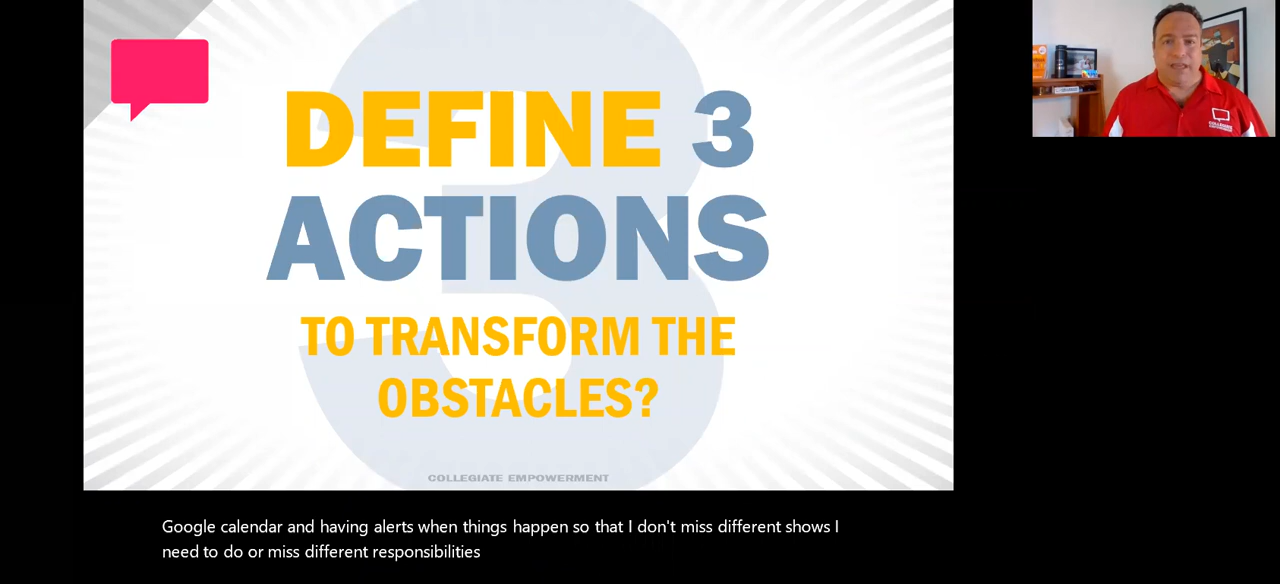 DEFINE 3
ACTIONS
TO TRANSFORM THE
OBSTACLES?
COLLEGIATE EMPOWERMENT
Google calendar and having alerts when things happen so that I don't miss different shows I
need to do or miss different responsibilities